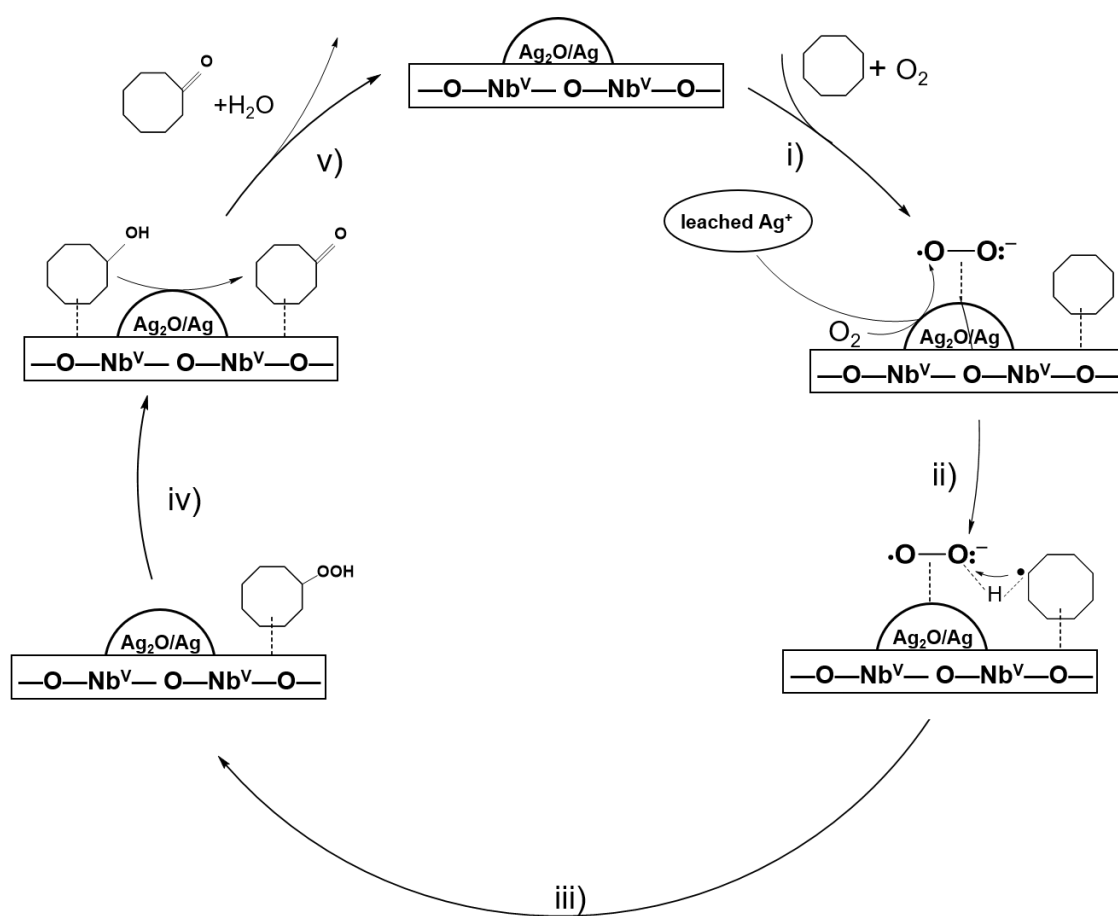 Ag₂O/Ag
—O—Nbⱽ— O—Nbⱽ—O—
+ O₂
i)
leached Ag⁺
·O—O:⁻
O₂
Ag₂O/Ag
—O—Nbⱽ— O—Nbⱽ—O—
ii)
·O—O:⁻
H
Ag₂O/Ag
—O—Nbⱽ— O—Nbⱽ—O—
iii)
OOH
Ag₂O/Ag
—O—Nbⱽ— O—Nbⱽ—O—
iv)
OH
O
Ag₂O/Ag
—O—Nbⱽ— O—Nbⱽ—O—
v)
O
+H₂O